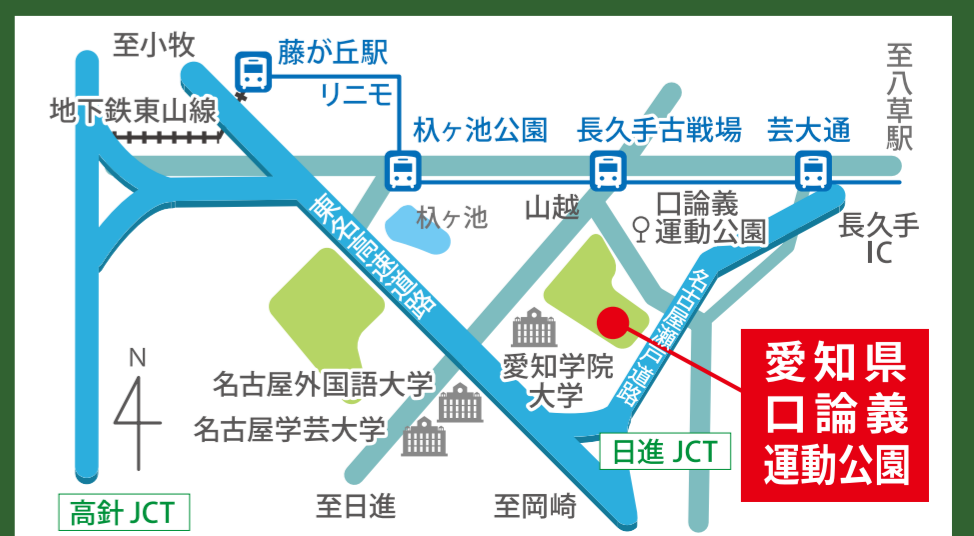 至小牧
藤が丘駅
リニモ
地下鉄東山線
至八草駅
杁ヶ池公園
長久手古戦場
芸大通
杁ヶ池
山越
口論義
運動公園
長久手
IC
東名高速道路
名古屋瀬戸道路
N
名古屋外国語大学
愛知学院
大学
名古屋学芸大学
愛知県
口論義
運動公園
日進 JCT
高針 JCT
至日進
至岡崎